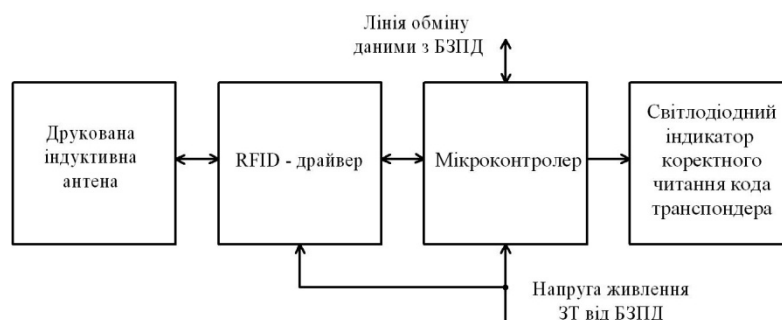 Лінія обміну
даними з БЗПД
Друкована
індуктивна
антена
RFID - драйвер
Мікроконтролер
Світлодіодний
індикатор
коректного
читання кода
транспондера
Напруга живлення
ЗТ від БЗПД